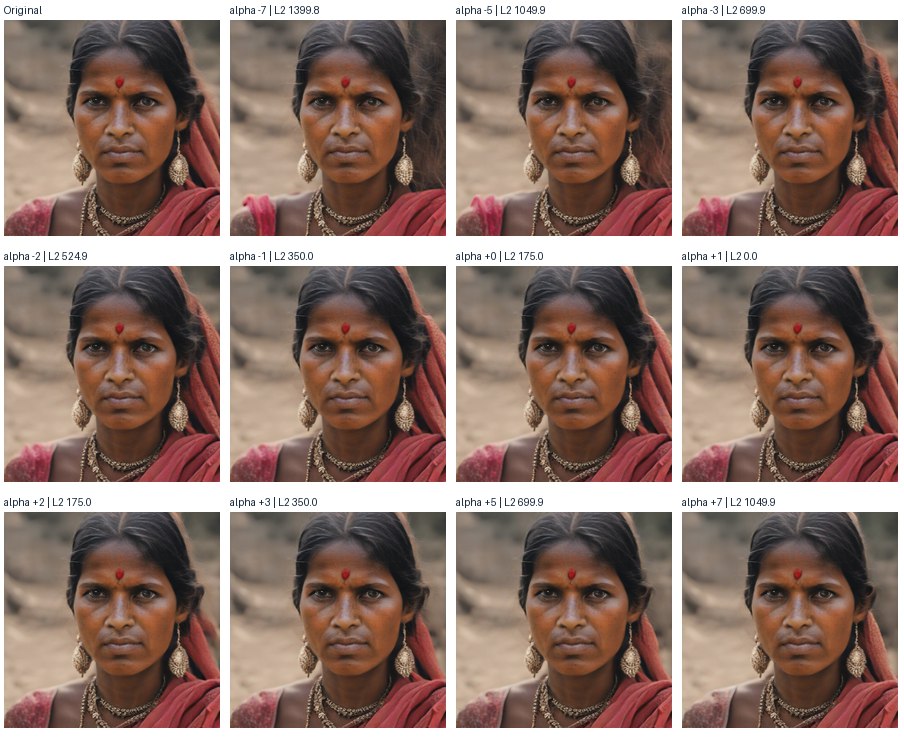 Original
alpha -7 | L2 1399.8
alpha -5 | L2 1049.9
alpha -3 | L2 699.9
alpha -2 | L2 524.9
alpha -1 | L2 350.0
alpha +0 | L2 175.0
alpha +1 | L2 0.0
alpha +2 | L2 175.0
alpha +3 | L2 350.0
alpha +5 | L2 699.9
alpha +7 | L2 1049.9